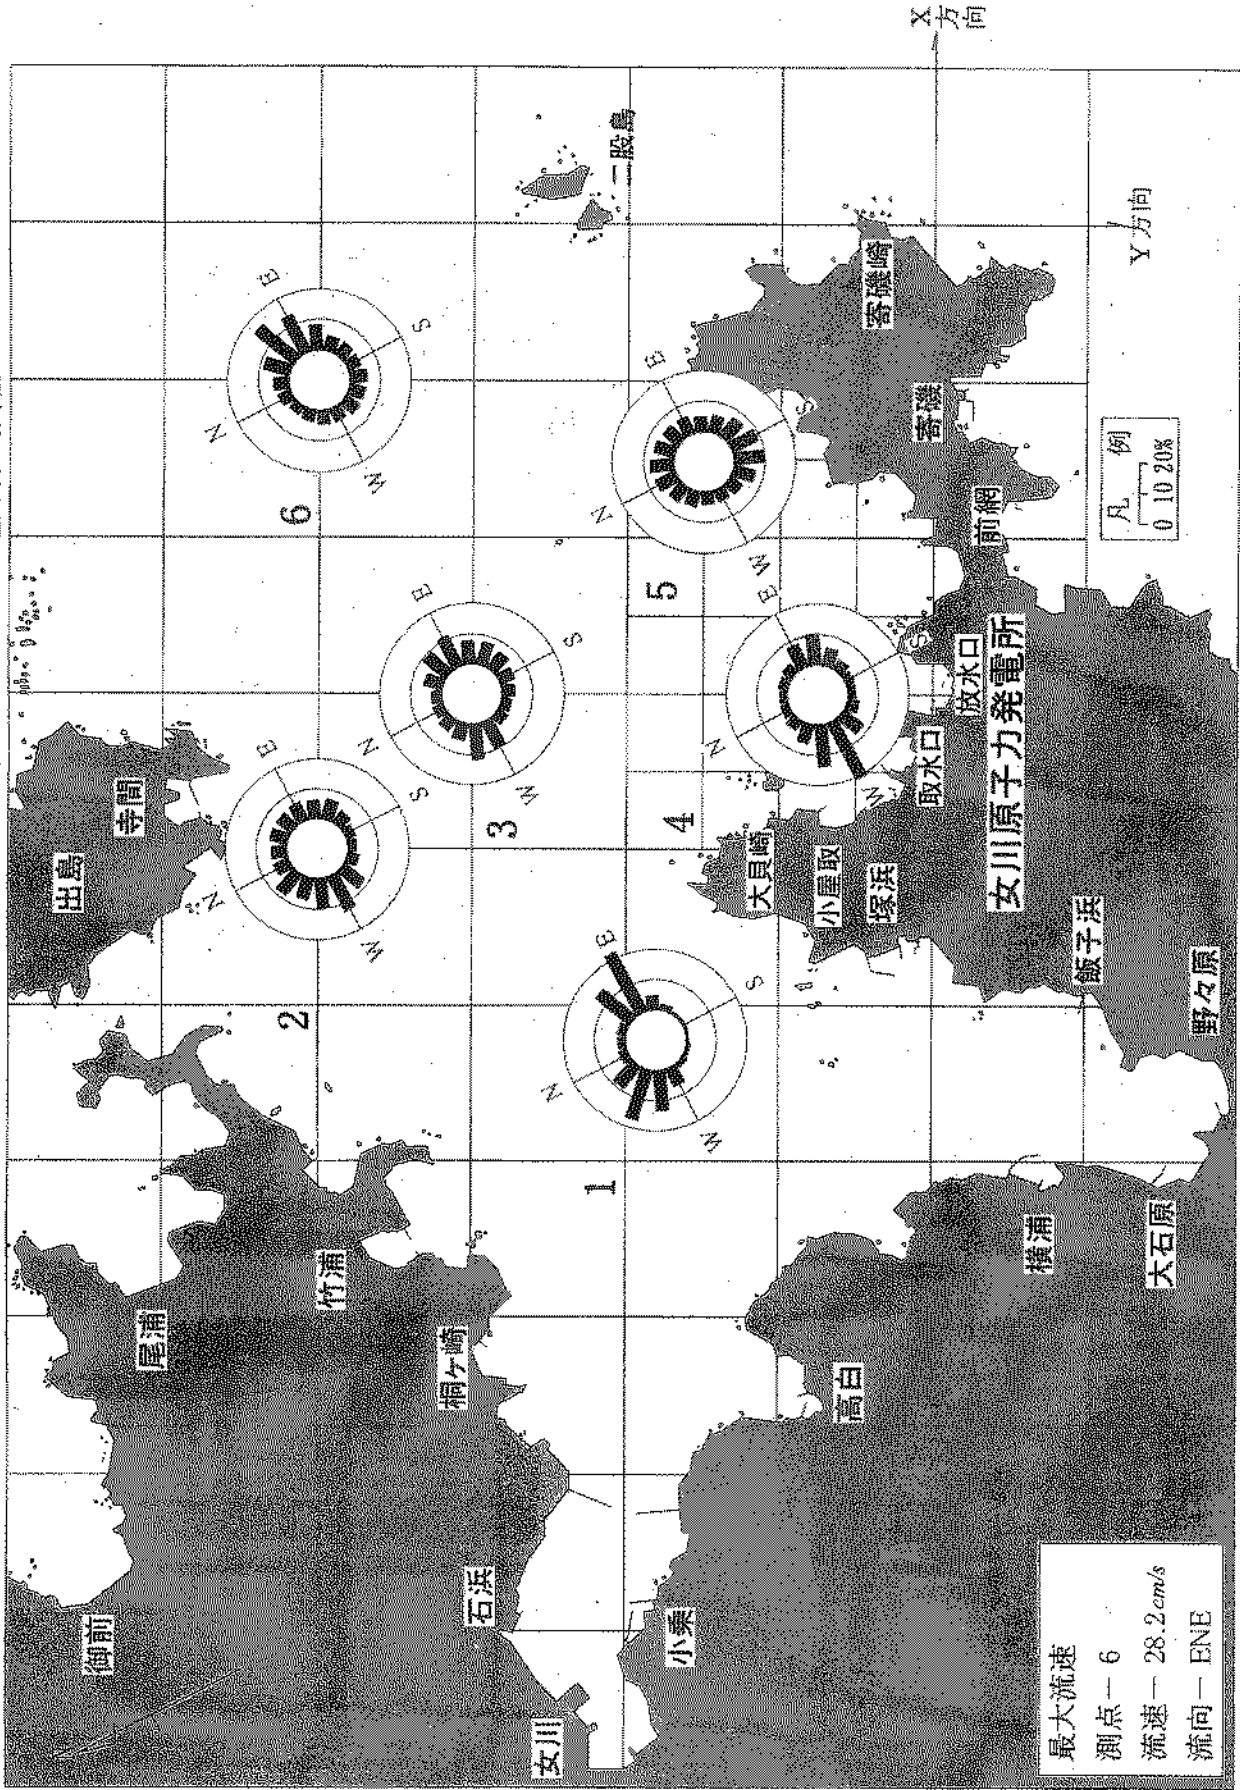 X方向
Y方向
二股島
寄磯崎
寄磯
前網
凡 例
0 10 20%
放水口
取水口
女川原子力発電所
出島
寺間
大貝崎
小屋取
塚浜
飯子浜
野々原
尾浦
竹浦
桐ヶ崎
高白
横浦
大石原
御前
石浜
小乗
女川
1
N
E
S
W
2
N
E
S
W
3
N
E
S
W
4
N
E
S
W
5
N
E
S
W
6
N
E
S
W
最大流速
測点－6
流速－28.2cm/s
流向－ENE